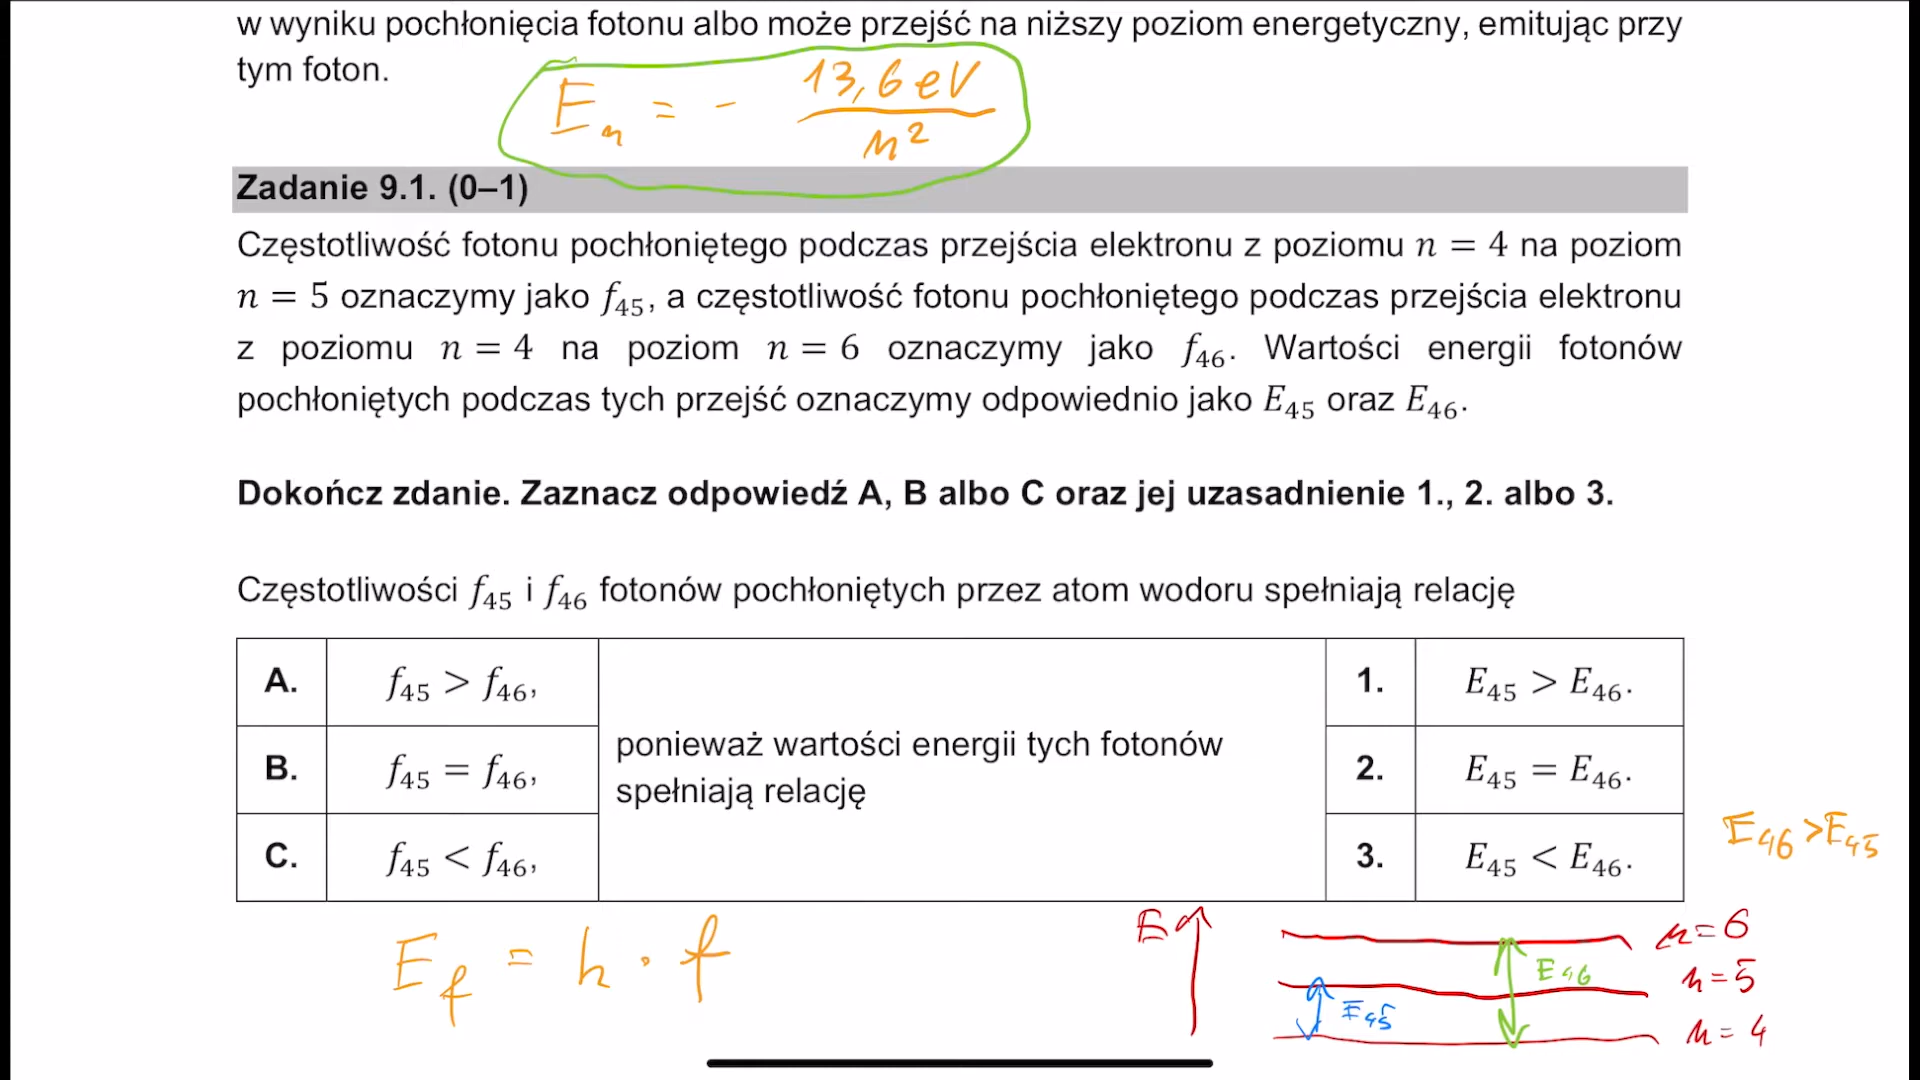 w wyniku pochłonięcia fotonu albo może przejść na niższy poziom energetyczny, emitując przy
tym foton.
E_n = - 13,6 eV / n²
Zadanie 9.1. (0–1)
Częstotliwość fotonu pochłoniętego podczas przejścia elektronu z poziomu n = 4 na poziom
n = 5 oznaczymy jako f₄₅, a częstotliwość fotonu pochłoniętego podczas przejścia elektronu
z poziomu n = 4 na poziom n = 6 oznaczymy jako f₄₆. Wartości energii fotonów
pochłoniętych podczas tych przejść oznaczymy odpowiednio jako E₄₅ oraz E₄₆.
Dokończ zdanie. Zaznacz odpowiedź A, B albo C oraz jej uzasadnienie 1., 2. albo 3.
Częstotliwości f₄₅ i f₄₆ fotonów pochłoniętych przez atom wodoru spełniają relację
A. f₄₅ > f₄₆,
B. f₄₅ = f₄₆,
C. f₄₅ < f₄₆,
ponieważ wartości energii tych fotonów
spełniają relację
1. E₄₅ > E₄₆.
2. E₄₅ = E₄₆.
3. E₄₅ < E₄₆.
E₄₆ > E₄₅
E_f = h · f
E
n = 6
E₄₆
n = 5
E₄₅
n = 4